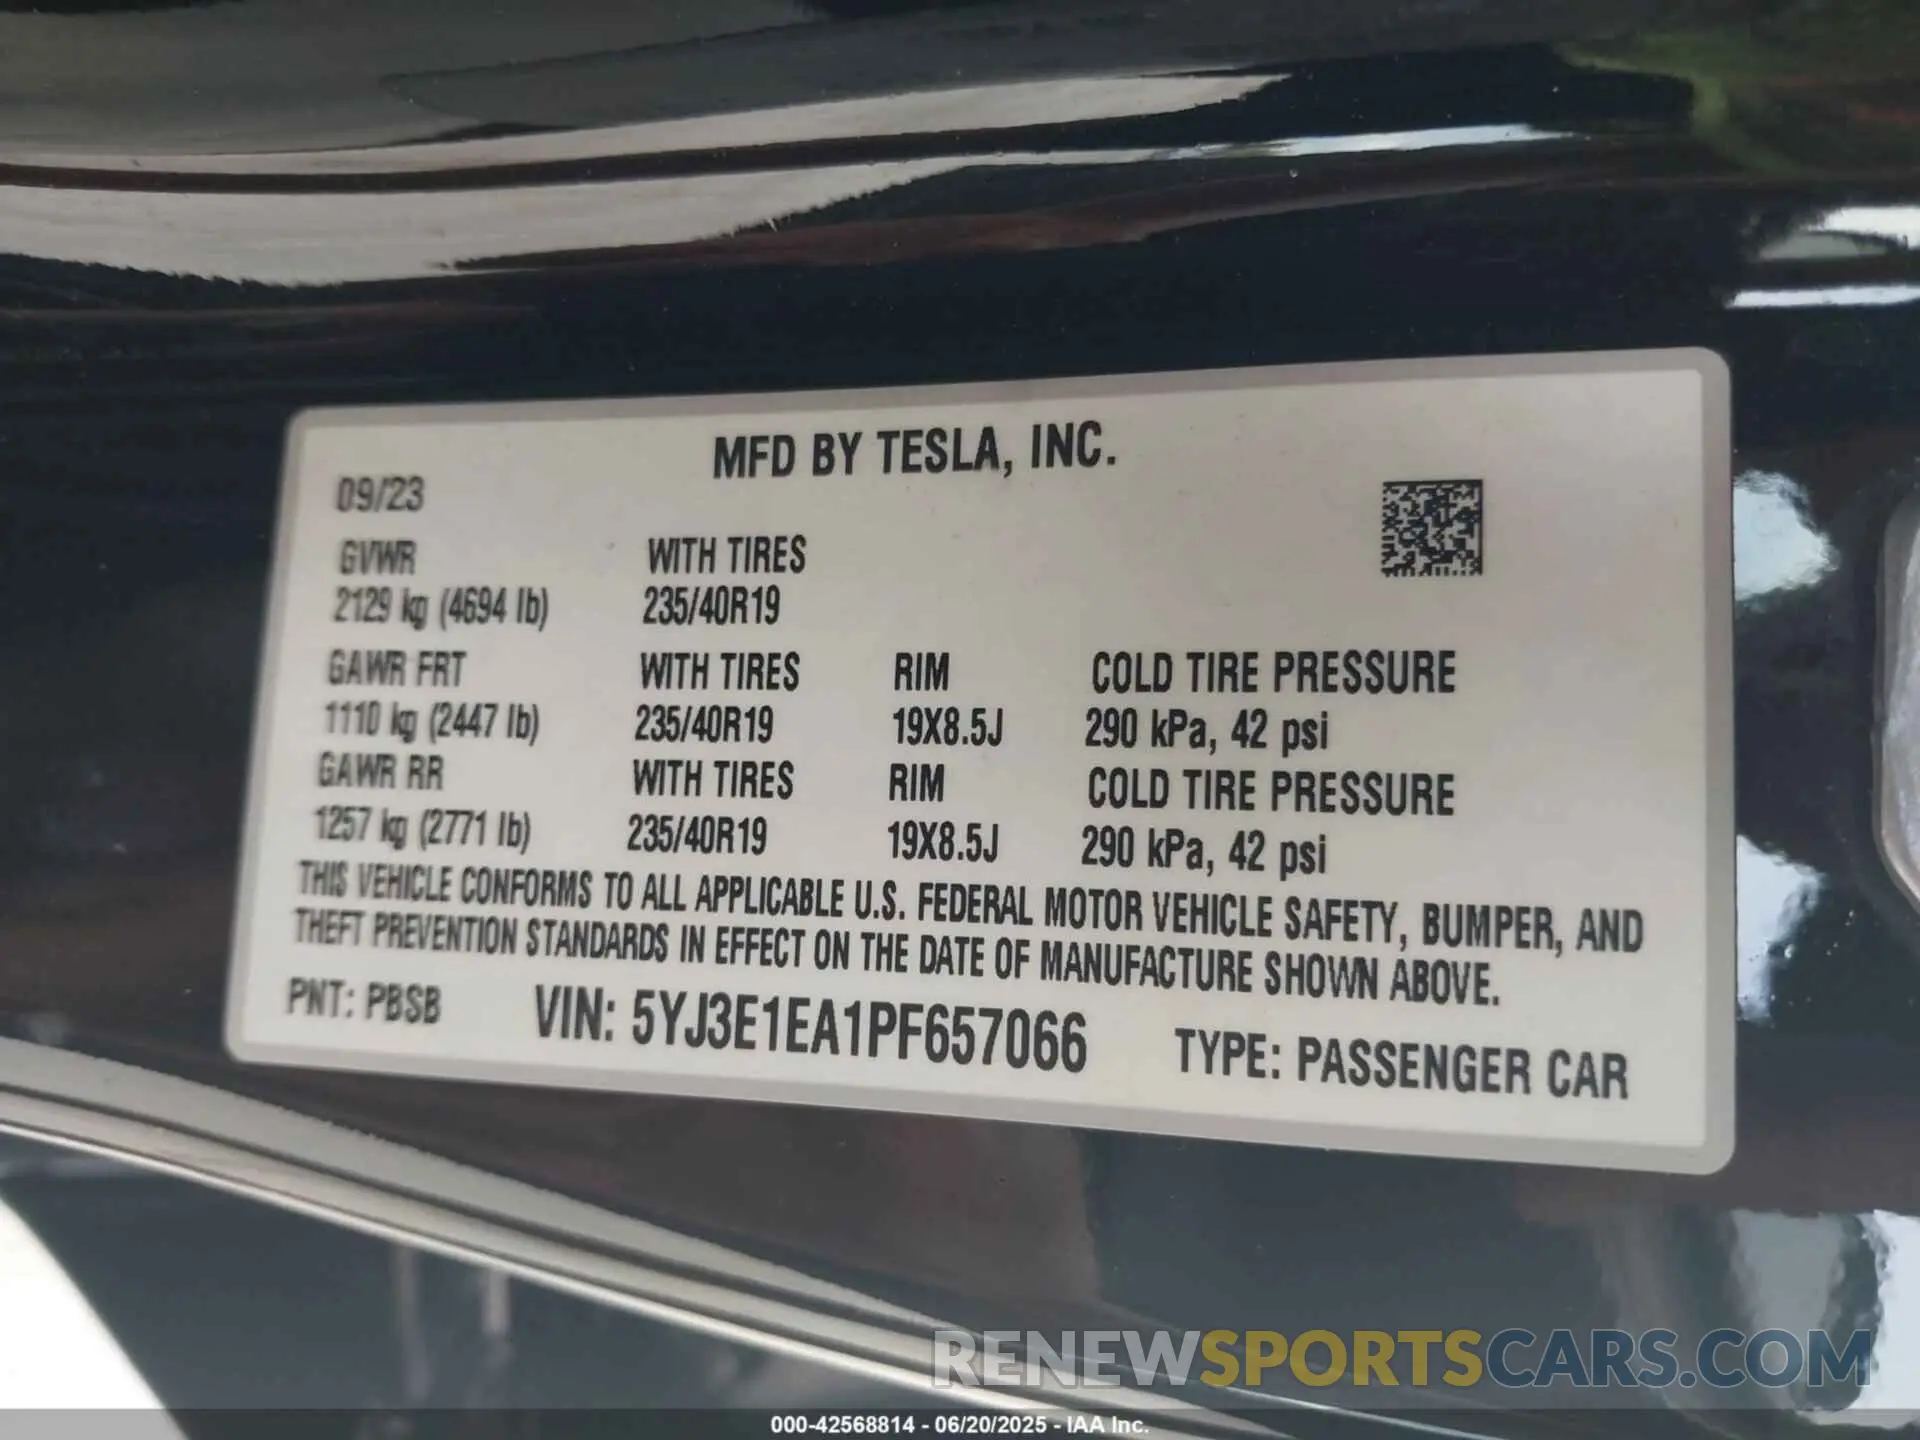 MFD BY TESLA, INC.
09/23
GVWR WITH TIRES
2129 kg (4694 lb) 235/40R19
GAWR FRT WITH TIRES RIM COLD TIRE PRESSURE
1110 kg (2447 lb) 235/40R19 19X8.5J 290 kPa, 42 psi
GAWR RR WITH TIRES RIM COLD TIRE PRESSURE
1257 kg (2771 lb) 235/40R19 19X8.5J 290 kPa, 42 psi
THIS VEHICLE CONFORMS TO ALL APPLICABLE U.S. FEDERAL MOTOR VEHICLE SAFETY, BUMPER, AND
THEFT PREVENTION STANDARDS IN EFFECT ON THE DATE OF MANUFACTURE SHOWN ABOVE.
PNT: PBSB VIN: 5YJ3E1EA1PF657066 TYPE: PASSENGER CAR
RENEWSPORTSCARS.COM
000-42568814 - 06/20/2025 - IAA Inc.